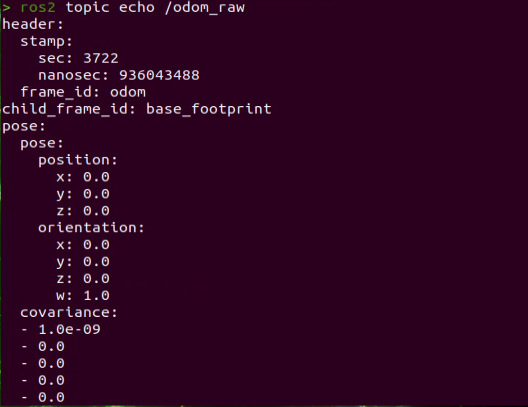 > ros2 topic echo /odom_raw
header:
  stamp:
    sec: 3722
    nanosec: 936043488
  frame_id: odom
child_frame_id: base_footprint
pose:
  pose:
    position:
      x: 0.0
      y: 0.0
      z: 0.0
    orientation:
      x: 0.0
      y: 0.0
      z: 0.0
      w: 1.0
  covariance:
  - 1.0e-09
  - 0.0
  - 0.0
  - 0.0
  - 0.0